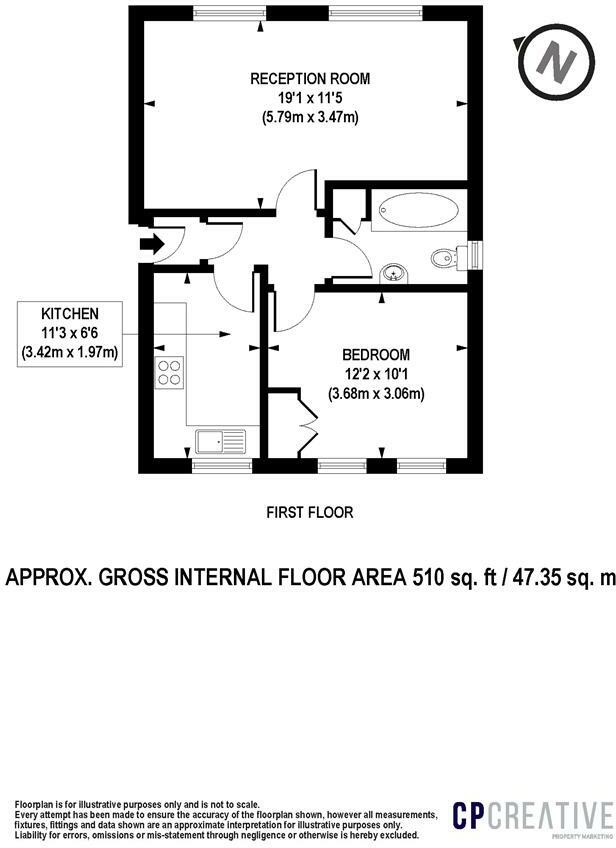 N
RECEPTION ROOM
19'1 x 11'5
(5.79m x 3.47m)
KITCHEN
11'3 x 6'6
(3.42m x 1.97m)
BEDROOM
12'2 x 10'1
(3.68m x 3.06m)
FIRST FLOOR
APPROX. GROSS INTERNAL FLOOR AREA 510 sq. ft / 47.35 sq. m
Floorplan is for illustrative purposes only and is not to scale.
Every attempt has been made to ensure the accuracy of the floorplan shown, however all measurements,
fixtures, fittings and data shown are an approximate interpretation for illustrative purposes only.
Liability for errors, omissions or mis-statement through negligence or otherwise is hereby excluded.
CPCREATIVE
PROPERTY MARKETING